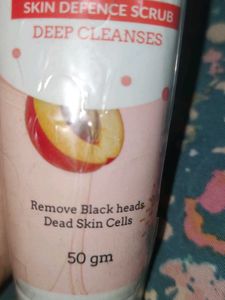 SKIN DEFENCE SCRUB
DEEP CLEANSES
Remove Black heads
Dead Skin Cells
50 gm